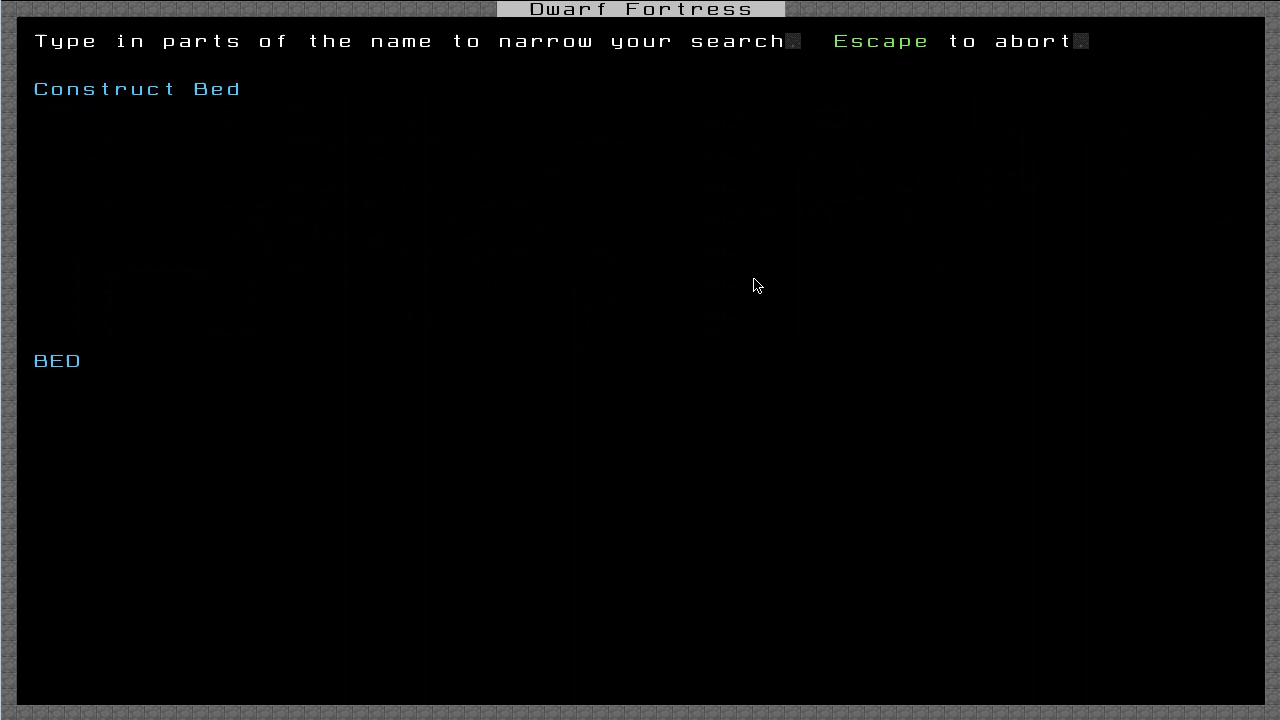 Dwarf Fortress
Type in parts of the name to narrow your search. Escape to abort.
Construct Bed
BED